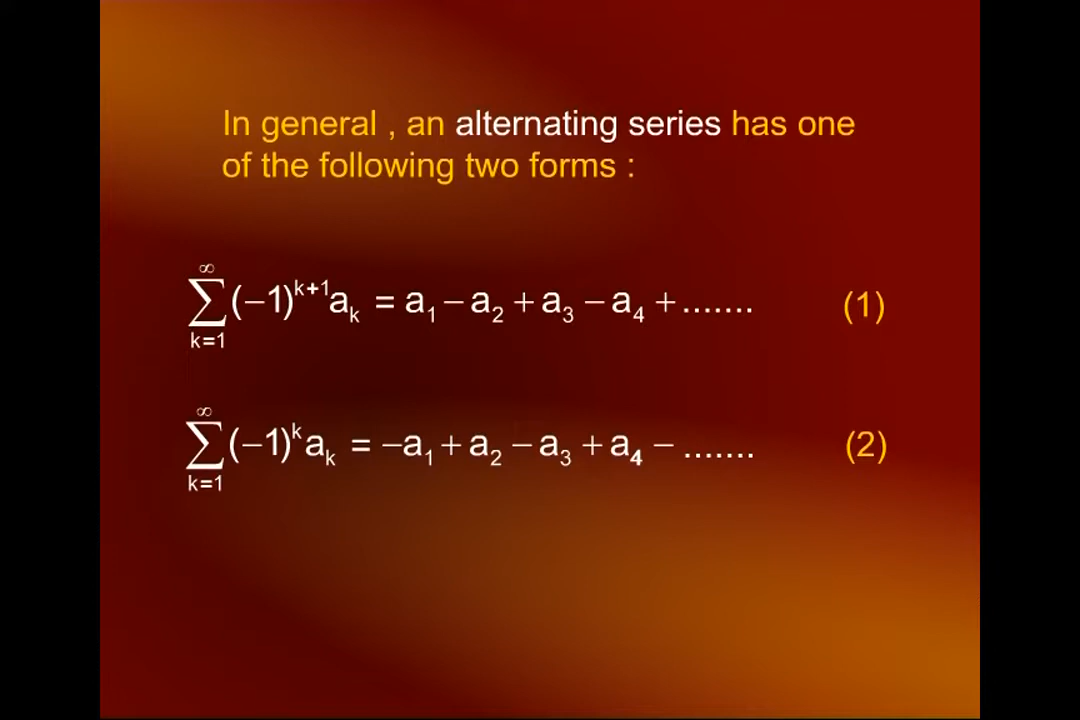 In general , an alternating series has one
of the following two forms :
∞
∑ (−1)^{k+1} a_k = a_1 − a_2 + a_3 − a_4 + ....... (1)
k=1
∞
∑ (−1)^k a_k = −a_1 + a_2 − a_3 + a_4 − ....... (2)
k=1